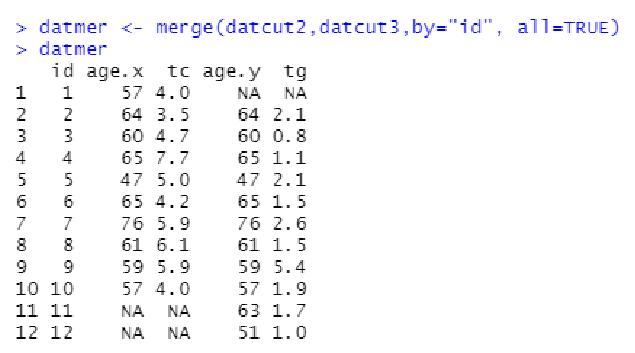 > datmer <- merge(datcut2,datcut3,by="id", all=TRUE)
> datmer
   id age.x  tc age.y  tg
1   1    57 4.0    NA  NA
2   2    64 3.5    64 2.1
3   3    60 4.7    60 0.8
4   4    65 7.7    65 1.1
5   5    47 5.0    47 2.1
6   6    65 4.2    65 1.5
7   7    76 5.9    76 2.6
8   8    61 6.1    61 1.5
9   9    59 5.9    59 5.4
10 10    57 4.0    57 1.9
11 11    NA  NA    63 1.7
12 12    NA  NA    51 1.0